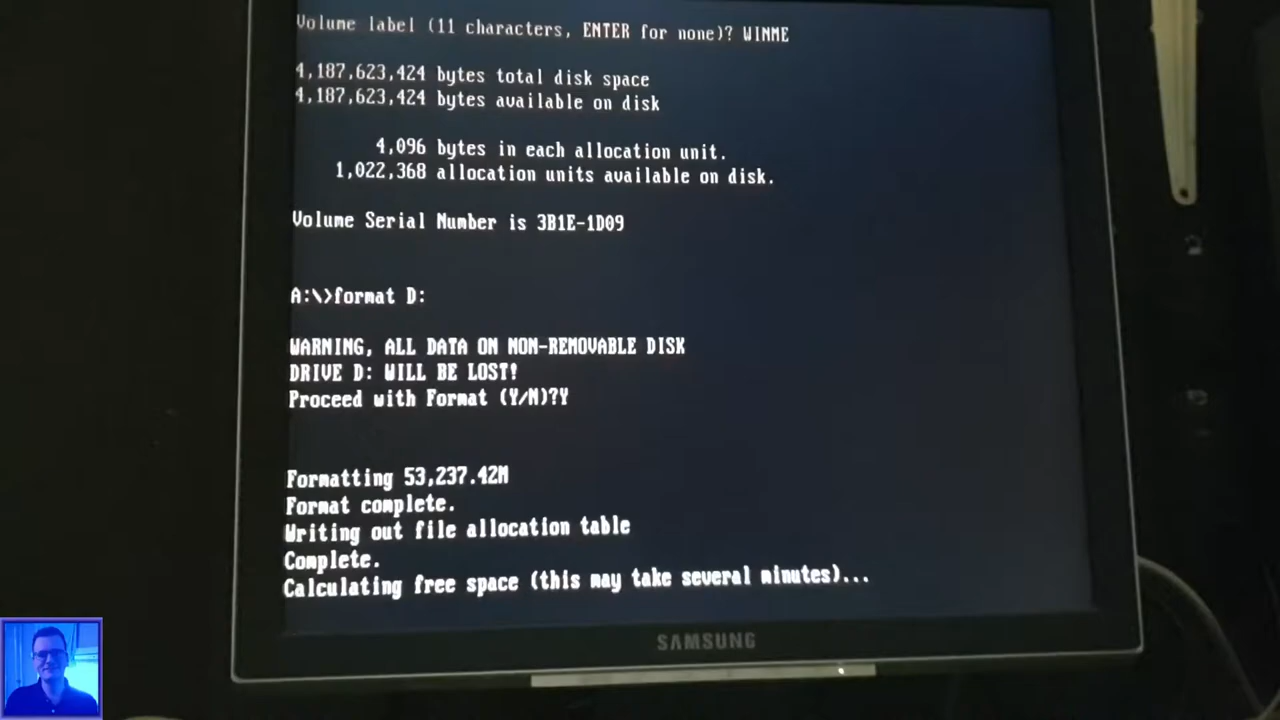 Volume label (11 characters, ENTER for none)? WINME
4,187,623,424 bytes total disk space
4,187,623,424 bytes available on disk
4,096 bytes in each allocation unit.
1,022,368 allocation units available on disk.
Volume Serial Number is 3B1E-1D09
A:\>format D:
WARNING, ALL DATA ON NON-REMOVABLE DISK
DRIVE D: WILL BE LOST!
Proceed with Format (Y/N)?Y
Formatting 53,237.42M
Format complete.
Writing out file allocation table
Complete.
Calculating free space (this may take several minutes)...
SAMSUNG